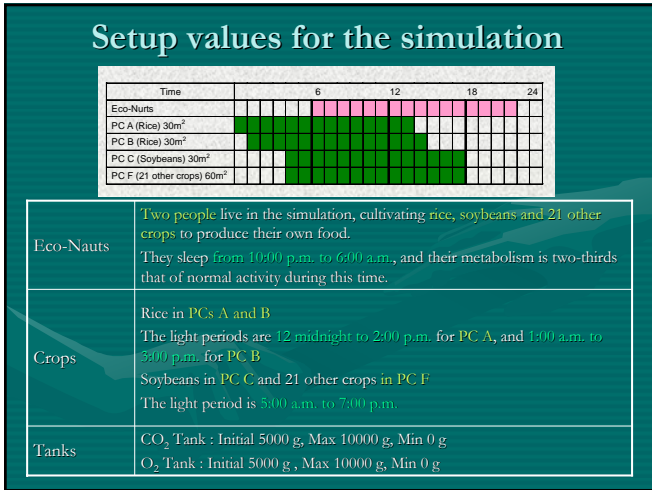 Setup values for the simulation
Time 6 12 18 24
Eco-Nurts
PC A (Rice) 30m²
PC B (Rice) 30m²
PC C (Soybeans) 30m²
PC F (21 other crops) 60m²
Eco-Nauts
Two people live in the simulation, cultivating rice, soybeans and 21 other
crops to produce their own food.
They sleep from 10:00 p.m. to 6:00 a.m., and their metabolism is two-thirds
that of normal activity during this time.
Crops
Rice in PCs A and B
The light periods are 12 midnight to 2:00 p.m. for PC A, and 1:00 a.m. to
3:00 p.m. for PC B
Soybeans in PC C and 21 other crops in PC F
The light period is 5:00 a.m. to 7:00 p.m.
Tanks
CO₂ Tank : Initial 5000 g, Max 10000 g, Min 0 g
O₂ Tank : Initial 5000 g , Max 10000 g, Min 0 g